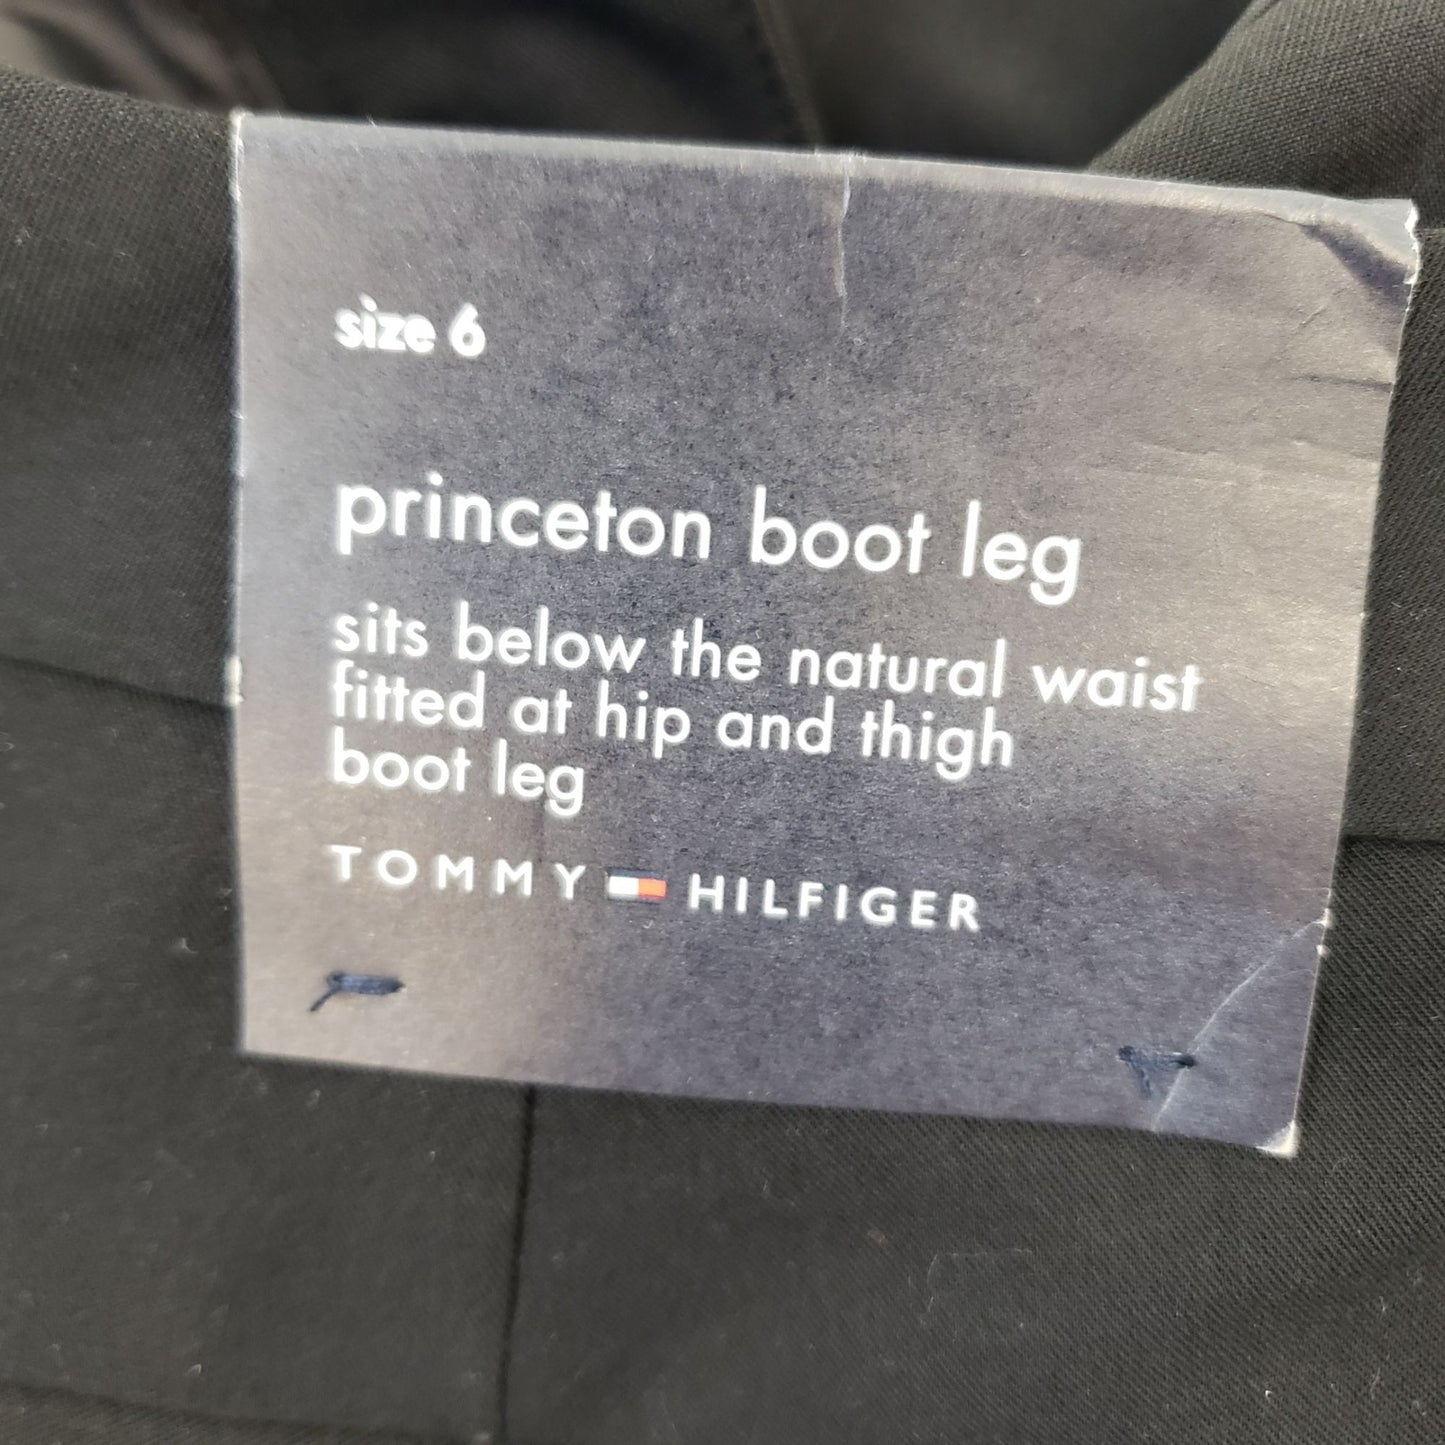 size 6
princeton boot leg
sits below the natural waist
fitted at hip and thigh
boot leg
TOMMY HILFIGER